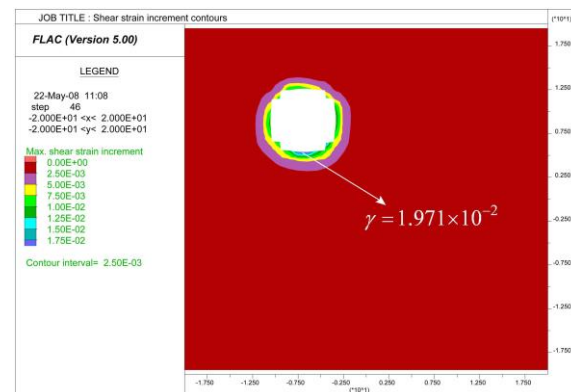 JOB TITLE : Shear strain increment contours
FLAC (Version 5.00)
LEGEND
22-May-08 11:08
step 46
-2.000E+01 <x< 2.000E+01
-2.000E+01 <y< 2.000E+01
Max. shear strain increment
0.00E+00
2.50E-03
5.00E-03
7.50E-03
1.00E-02
1.25E-02
1.50E-02
1.75E-02
Contour interval= 2.50E-03
γ = 1.971×10⁻²
(*10^1)
1.750
1.250
0.750
0.250
-0.250
-0.750
-1.250
-1.750
-1.750 -1.250 -0.750 -0.250 0.250 0.750 1.250 1.750
(*10^1)